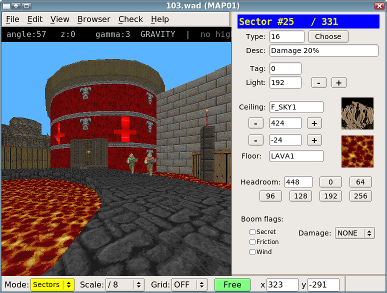 103.wad (MAP01)
File Edit View Browser Check Help
angle:57 z:0 gamma:3 GRAVITY | no hig
Sector #25 / 331
Type: 16 Choose
Desc: Damage 20%
Tag: 0
Light: 192 - +
Ceiling: F_SKY1
- 424 +
- -24 +
Floor: LAVA1
Headroom: 448 0 64
96 128 192 256
Boom flags:
Secret
Friction
Wind
Damage: NONE
Mode: Sectors Scale: / 8 Grid: OFF Free x 323 y -291